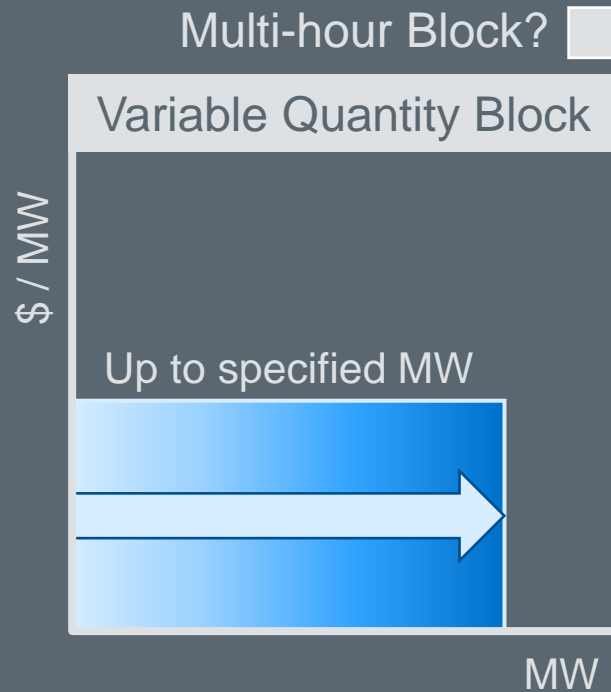 Multi-hour Block?
Variable Quantity Block
$ / MW
Up to specified MW
MW